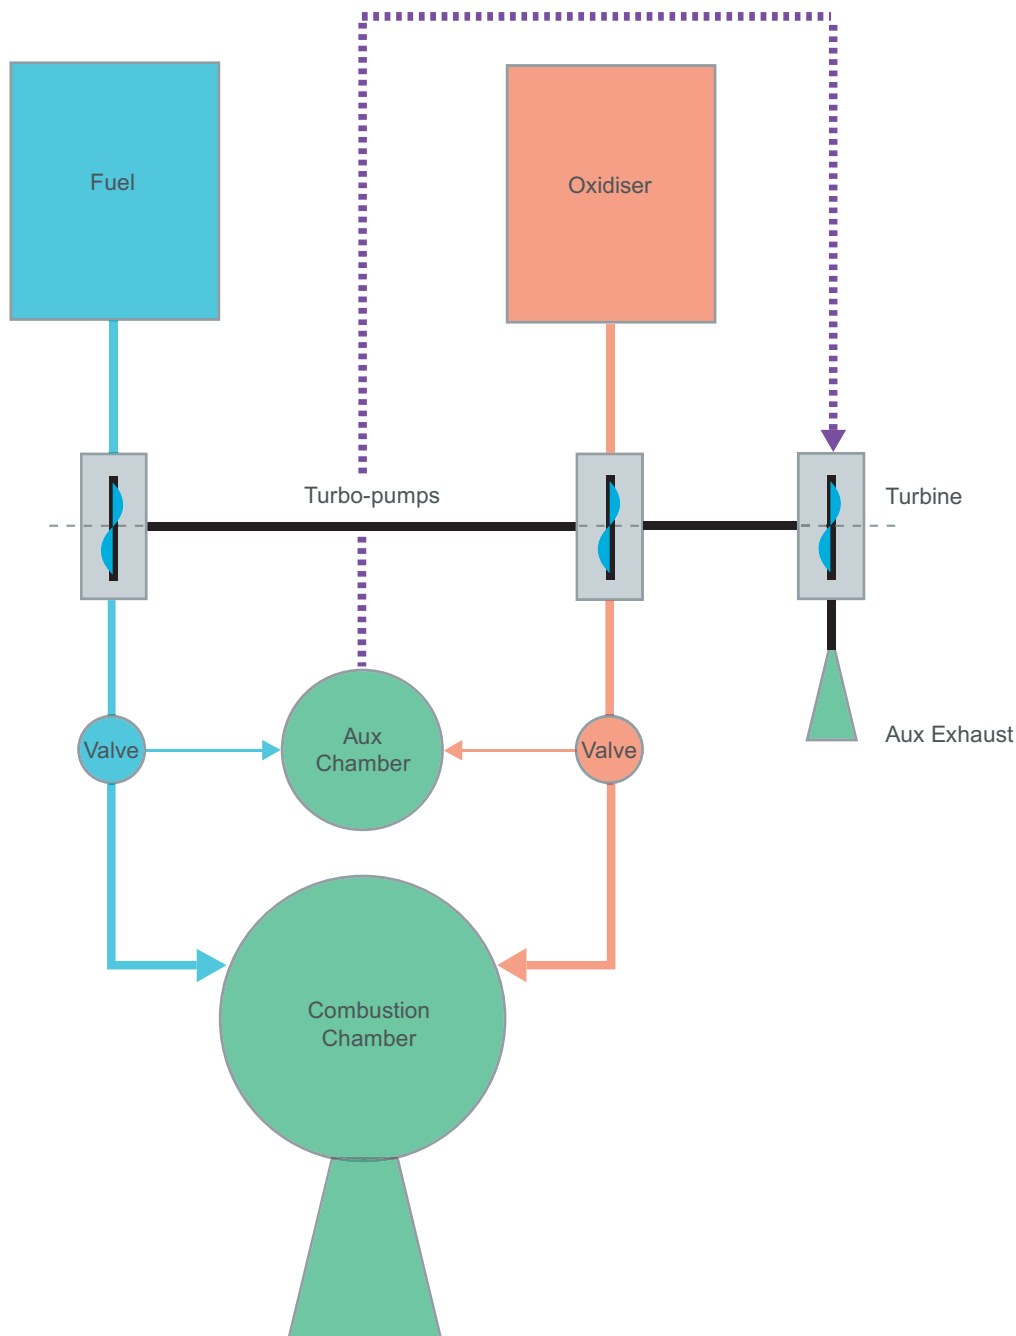 Fuel
Oxidiser
Turbo-pumps
Turbine
Valve
Aux
Chamber
Valve
Aux Exhaust
Combustion
Chamber